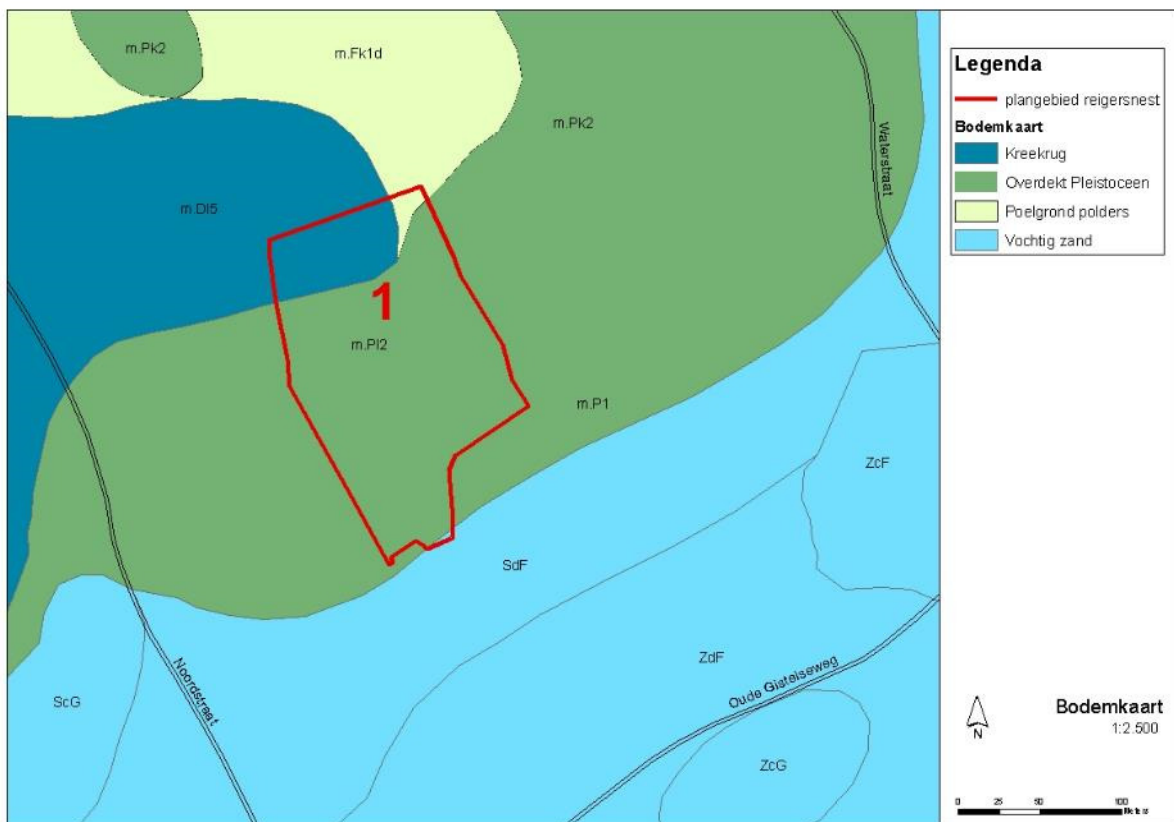 m.Pk2
m.Fk1d
m.Pk2
Waterstraat
m.Dl5
1
m.Pl2
m.P1
ZcF
SdF
ZdF
ScG
Noordstraat
Oude Gistelseweg
ZcG
Legenda
plangebied reigersnest
Bodemkaart
Kreekrug
Overdekt Pleistoceen
Poelgrond polders
Vochtig zand
N
Bodemkaart
1:2.500
0 25 50 100
Meters